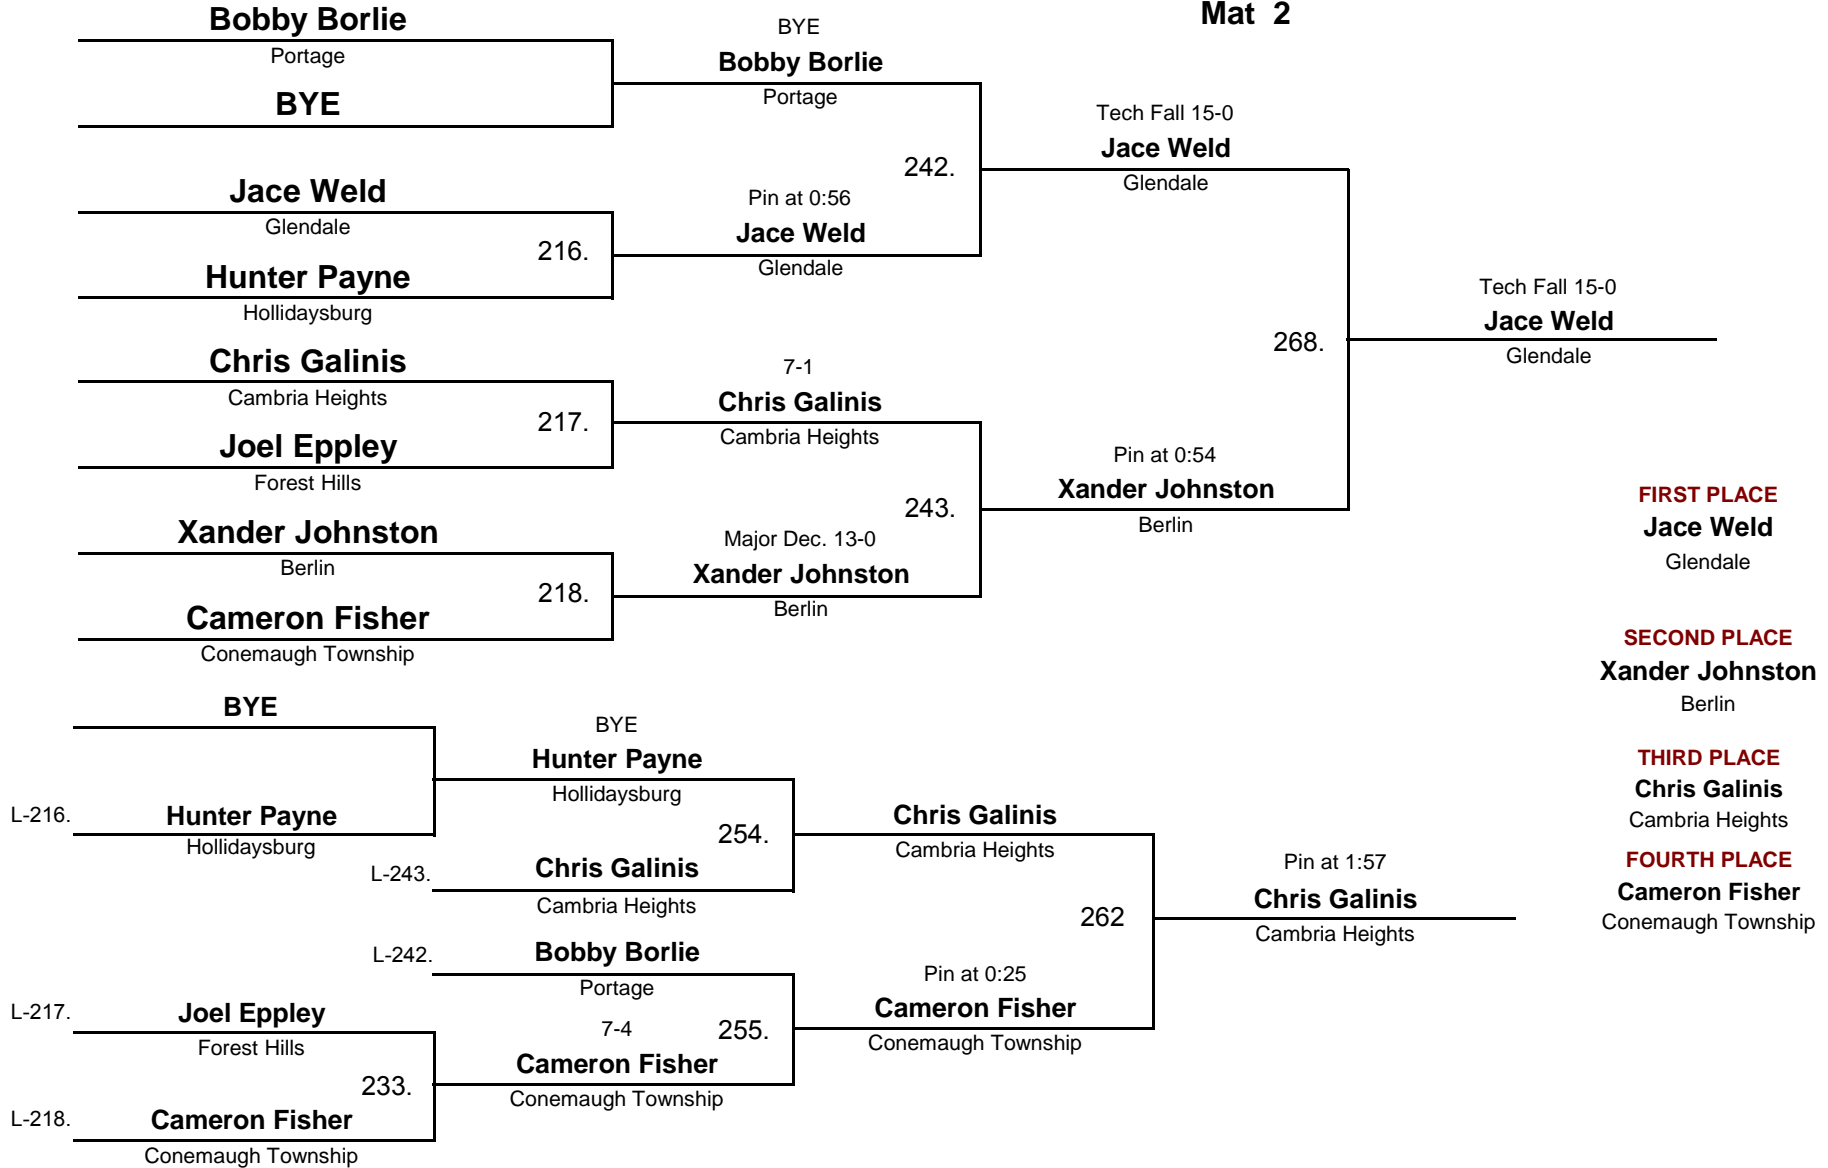 Mat 2
Bobby Borlie
Portage
BYE
Jace Weld
Glendale
216.
Hunter Payne
Hollidaysburg
Chris Galinis
Cambria Heights
217.
Joel Eppley
Forest Hills
Xander Johnston
Berlin
218.
Cameron Fisher
Conemaugh Township
BYE
Bobby Borlie
Portage
242.
Pin at 0:56
Jace Weld
Glendale
7-1
Chris Galinis
Cambria Heights
243.
Major Dec. 13-0
Xander Johnston
Berlin
Tech Fall 15-0
Jace Weld
Glendale
268.
Pin at 0:54
Xander Johnston
Berlin
Tech Fall 15-0
Jace Weld
Glendale
FIRST PLACE
Jace Weld
Glendale
SECOND PLACE
Xander Johnston
Berlin
THIRD PLACE
Chris Galinis
Cambria Heights
FOURTH PLACE
Cameron Fisher
Conemaugh Township
BYE
L-216.
Hunter Payne
Hollidaysburg
L-217.
Joel Eppley
Forest Hills
233.
L-218.
Cameron Fisher
Conemaugh Township
BYE
Hunter Payne
Hollidaysburg
254.
L-243.
Chris Galinis
Cambria Heights
L-242.
Bobby Borlie
Portage
255.
7-4
Cameron Fisher
Conemaugh Township
Chris Galinis
Cambria Heights
262
Pin at 0:25
Cameron Fisher
Conemaugh Township
Pin at 1:57
Chris Galinis
Cambria Heights